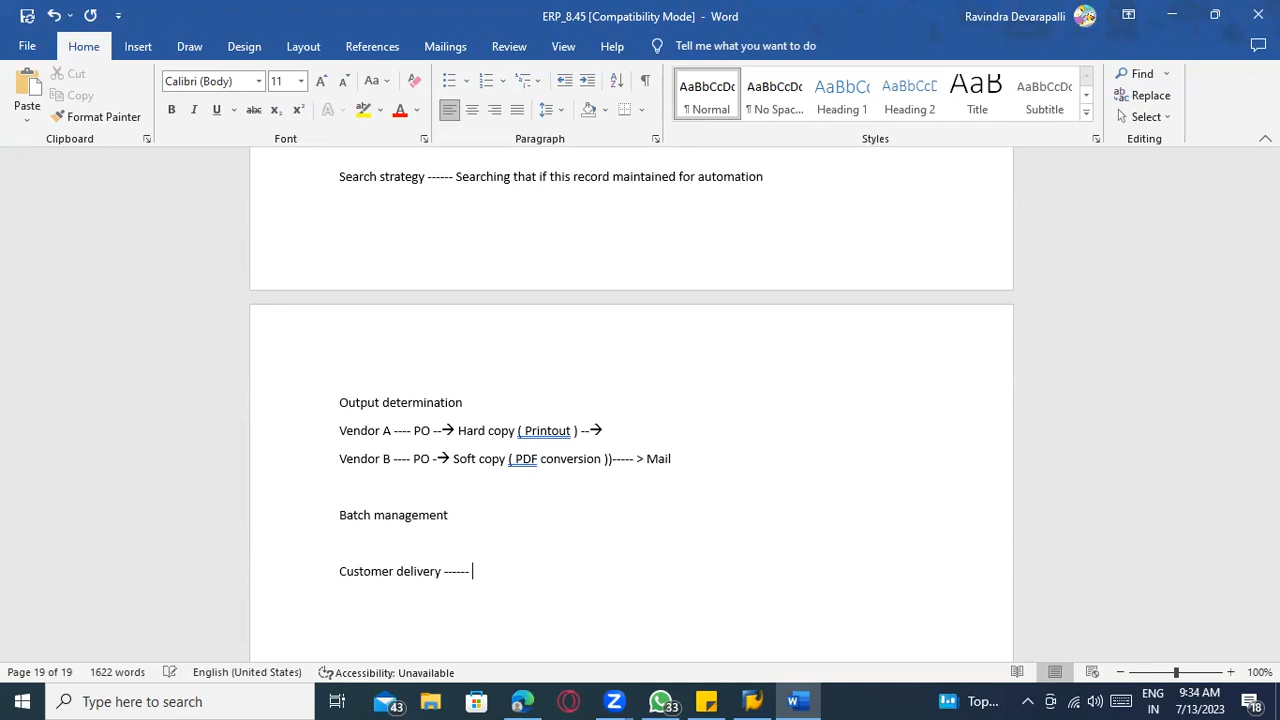 ERP_8.45 [Compatibility Mode] - Word
Ravindra Devarapalli
File Home Insert Draw Design Layout References Mailings Review View Help Tell me what you want to do
Paste
Cut
Copy
Format Painter
Clipboard
Calibri (Body) 11
Font
Paragraph
AaBbCcDc
¶ Normal
AaBbCcDc
¶ No Spac...
AaBbCc
Heading 1
AaBbCcD
Heading 2
AaB
Title
AaBbCcD
Subtitle
Styles
Find
Replace
Select
Editing
Search strategy ------ Searching that if this record maintained for automation
Output determination
Vendor A ---- PO --→ Hard copy ( Printout ) --→
Vendor B ---- PO -→ Soft copy ( PDF conversion ))----- > Mail
Batch management
Customer delivery ------
Page 19 of 19 1622 words English (United States) Accessibility: Unavailable 100%
Type here to search
43
33
Top...
ENG
IN
9:34 AM
7/13/2023
18